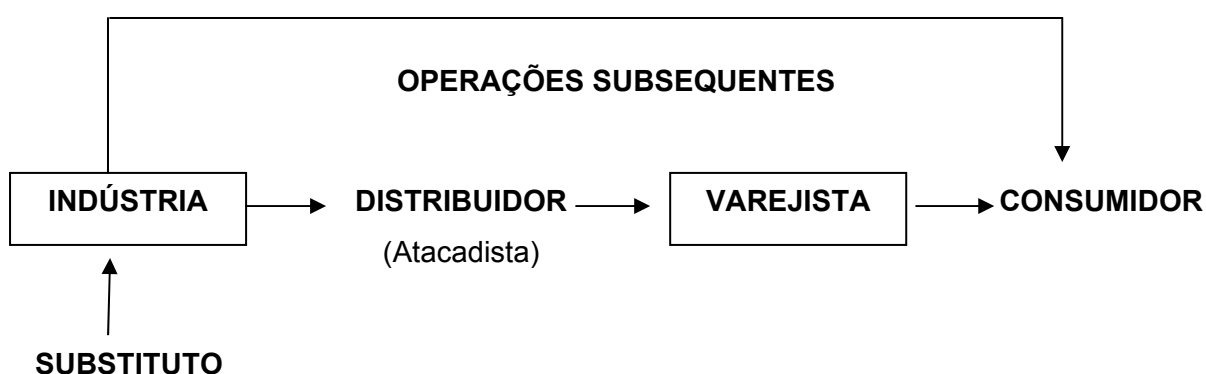 OPERAÇÕES SUBSEQUENTES
INDÚSTRIA
DISTRIBUIDOR
(Atacadista)
VAREJISTA
CONSUMIDOR
SUBSTITUTO